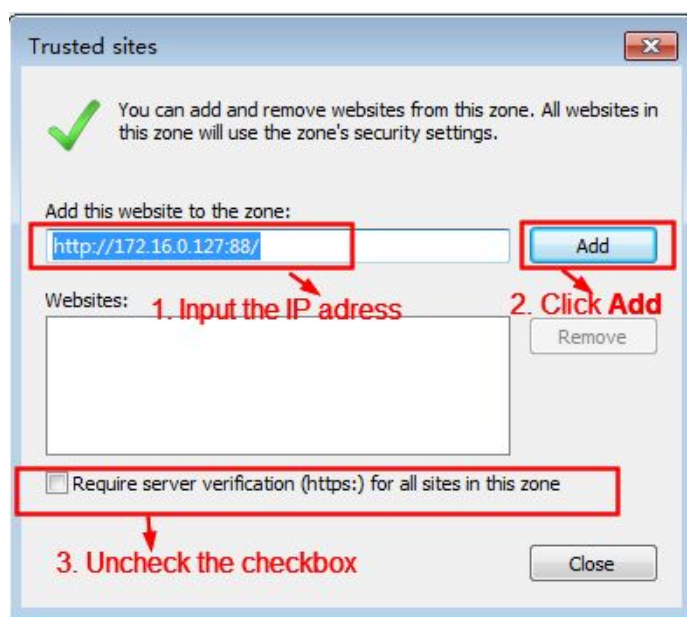 Trusted sites
You can add and remove websites from this zone. All websites in
this zone will use the zone's security settings.
Add this website to the zone:
http://172.16.0.127:88/
Add
1. Input the IP adress
2. Click Add
Websites:
Remove
Require server verification (https:) for all sites in this zone
3. Uncheck the checkbox
Close